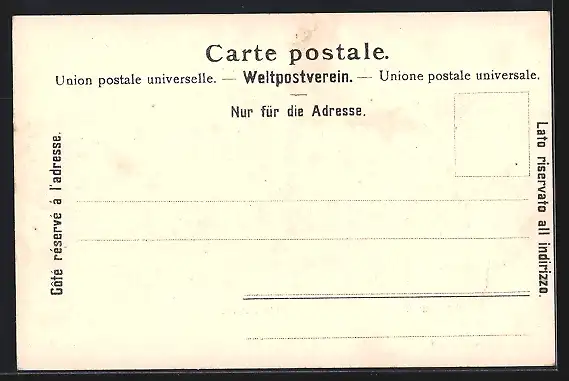 Carte postale.
Union postale universelle. — Weltpostverein. — Unione postale universale.
Nur für die Adresse.
Côté réservé à l'adresse.
Lato riservato all indirizzo.